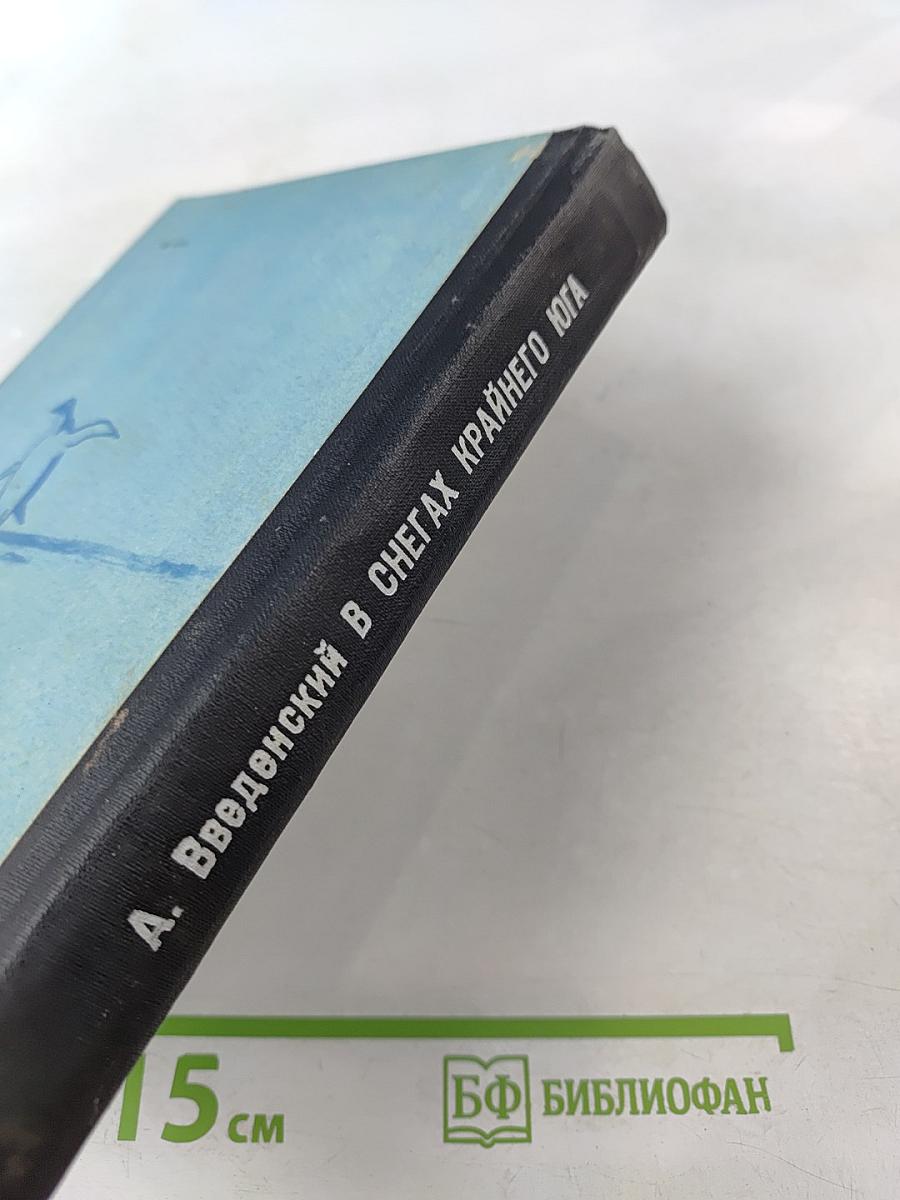 А. Введенский В СНЕГАХ КРАЙНЕГО ЮГА
15 см
БФ БИБЛИОФАН